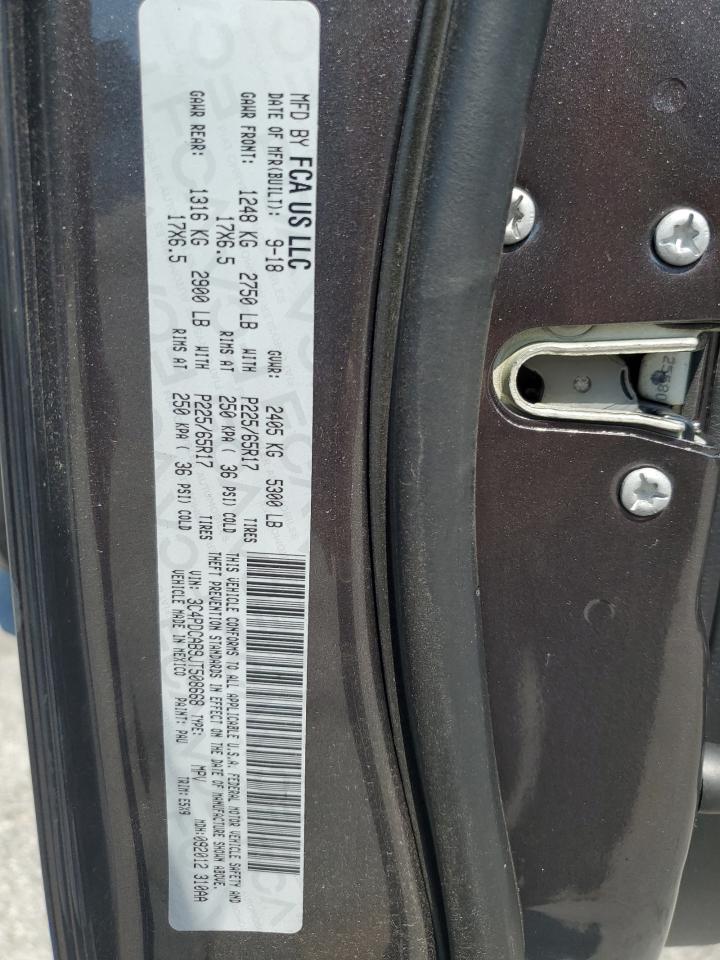 MFD BY FCA US LLC
DATE OF MFR(BUILT): 9-18 GVWR: 2405 KG 5300 LB
GAWR FRONT: 1248 KG 2750 LB WITH P225/65R17 TIRES
17X6.5 RIMS AT 250 KPA ( 36 PSI) COLD
GAWR REAR: 1316 KG 2900 LB WITH P225/65R17 TIRES
17X6.5 RIMS AT 250 KPA ( 36 PSI) COLD
THIS VEHICLE CONFORMS TO ALL APPLICABLE U.S.A. FEDERAL MOTOR VEHICLE SAFETY AND
THEFT PREVENTION STANDARDS IN EFFECT ON THE DATE OF MANUFACTURE SHOWN ABOVE.
VIN: 3C4PDCAB9JT508668 TYPE: MPV MDH:092012 310AA
VEHICLE MADE IN MEXICO PAINT: PAU TRIM: E5X9